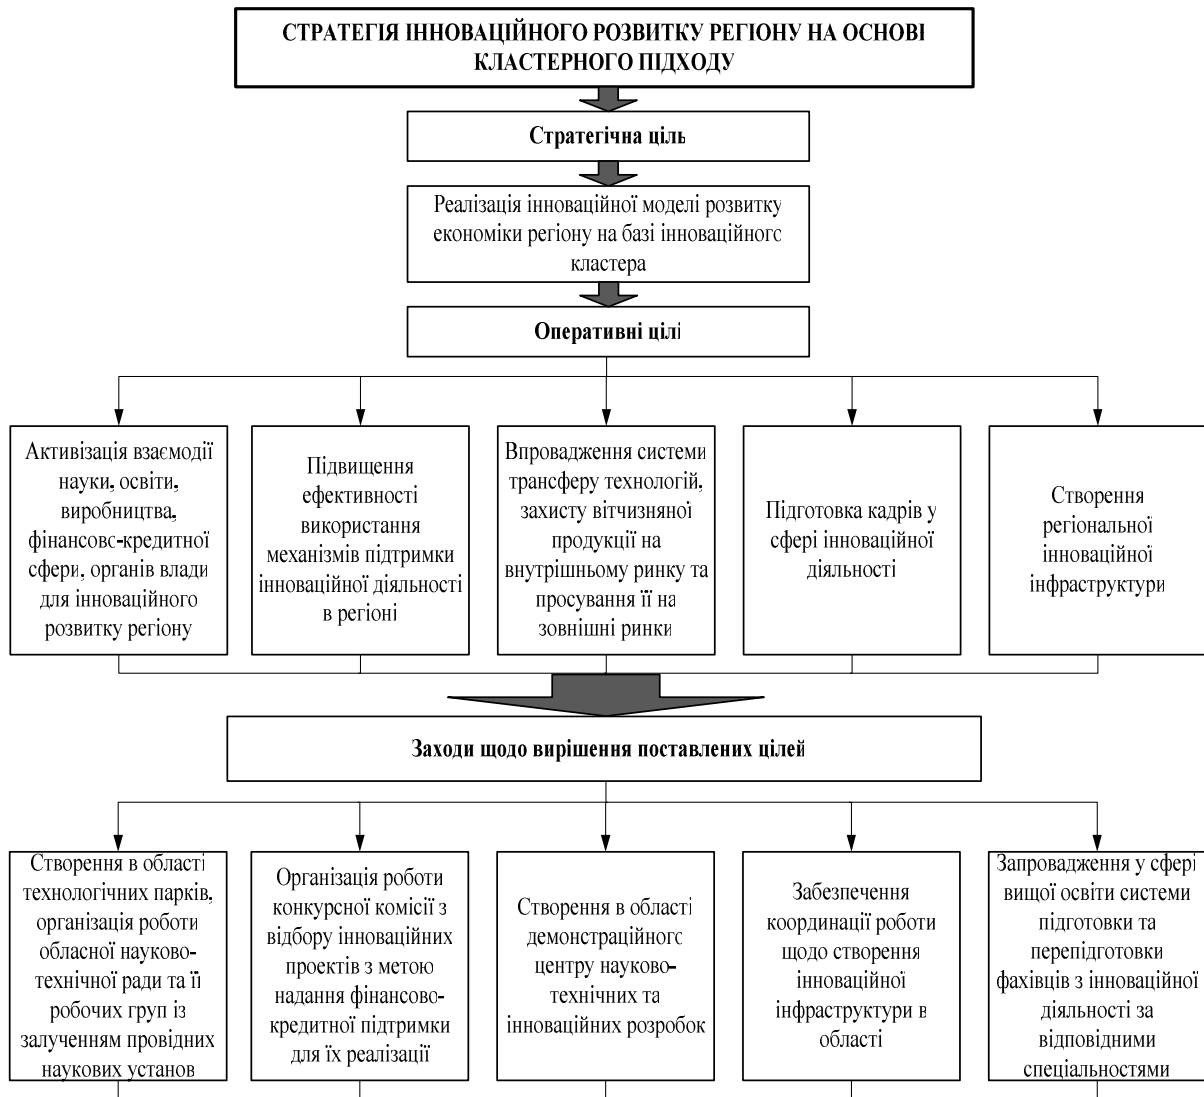 СТРАТЕГІЯ ІННОВАЦІЙНОГО РОЗВИТКУ РЕГІОНУ НА ОСНОВІ
КЛАСТЕРНОГО ПІДХОДУ
Стратегічна ціль
Реалізація інноваційної моделі розвитку
економіки регіону на базі інноваційного
кластера
Оперативні цілі
Активізація взаємодії
науки, освіти,
виробництва,
фінансово-кредитної
сфери, органів влади
для інноваційного
розвитку регіону
Підвищення
ефективності
використання
механізмів підтримки
інноваційної діяльності
в регіоні
Впровадження системи
трансферу технологій,
захисту вітчизняної
продукції на
внутрішньому ринку та
просування її на
зовнішні ринки
Підготовка кадрів у
сфері інноваційної
діяльності
Створення
регіональної
інноваційної
інфраструктури
Заходи щодо вирішення поставлених цілей
Створення в області
технологічних парків,
організація роботи
обласної науково-
технічної ради та її
робочих груп із
залученням провідних
наукових установ
Організація роботи
конкурсної комісії з
відбору інноваційних
проектів з метою
надання фінансово-
кредитної підтримки
для їх реалізації
Створення в області
демонстраційного
центру науково-
технічних та
інноваційних розробок
Забезпечення
координації роботи
щодо створення
інноваційної
інфраструктури в
області
Запровадження у сфері
вищої освіти системи
підготовки та
перепідготовки
фахівців з інноваційної
діяльності за
відповідними
спеціальностями